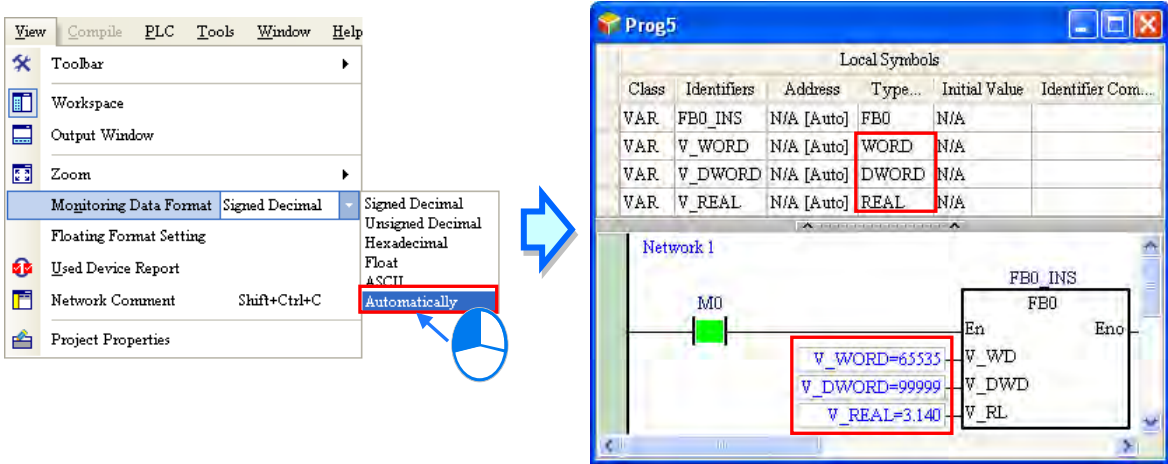 View Compile PLC Tools Window Help
Toolbar
Workspace
Output Window
Zoom
Monitoring Data Format Signed Decimal
Floating Format Setting
Used Device Report
Network Comment Shift+Ctrl+C
Project Properties
Signed Decimal
Unsigned Decimal
Hexadecimal
Float
ASCII
Automatically
Prog5
Local Symbols
Class Identifiers Address Type... Initial Value Identifier Com...
VAR FB0_INS N/A [Auto] FB0 N/A
VAR V_WORD N/A [Auto] WORD N/A
VAR V_DWORD N/A [Auto] DWORD N/A
VAR V_REAL N/A [Auto] REAL N/A
Network 1
FB0_INS
M0 FB0
En Eno
V_WORD=65535 V_WD
V_DWORD=99999 V_DWD
V_REAL=3.140 V_RL